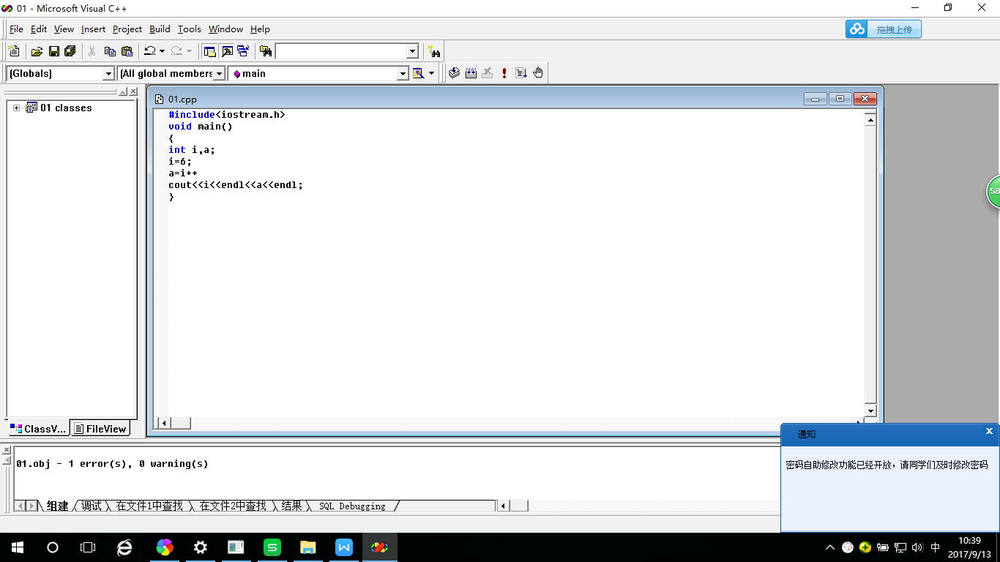 01 - Microsoft Visual C++
File Edit View Insert Project Build Tools Window Help
拖拽上传
(Globals) (All global members main
01 classes
01.cpp
#include<iostream.h>
void main()
{
int i,a;
i=6;
a=i++
cout<<i<<endl<<a<<endl;
}
58
ClassV... FileView
通知
密码自助修改功能已经开放，请同学们及时修改密码
01.obj - 1 error(s), 0 warning(s)
组建 调试 在文件1中查找 在文件2中查找 结果 SQL Debugging
中
10:39
2017/9/13